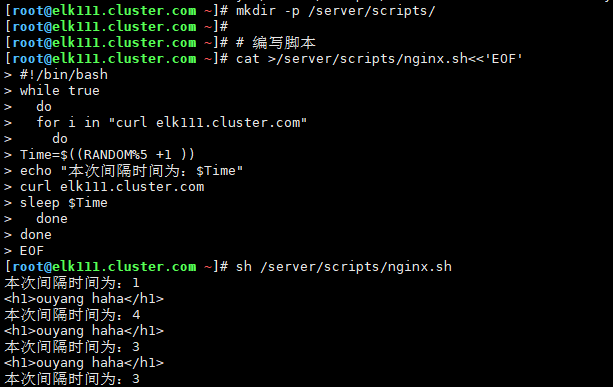 [root@elk111.cluster.com ~]# mkdir -p /server/scripts/
[root@elk111.cluster.com ~]#
[root@elk111.cluster.com ~]# # 编写脚本
[root@elk111.cluster.com ~]# cat >/server/scripts/nginx.sh<<'EOF'
> #!/bin/bash
> while true
>   do
>   for i in "curl elk111.cluster.com"
>     do
> Time=$((RANDOM%5 +1 ))
> echo "本次间隔时间为：$Time"
> curl elk111.cluster.com
> sleep $Time
>   done
> done
> EOF
[root@elk111.cluster.com ~]# sh /server/scripts/nginx.sh
本次间隔时间为：1
<h1>ouyang haha</h1>
本次间隔时间为：4
<h1>ouyang haha</h1>
本次间隔时间为：3
<h1>ouyang haha</h1>
本次间隔时间为：3